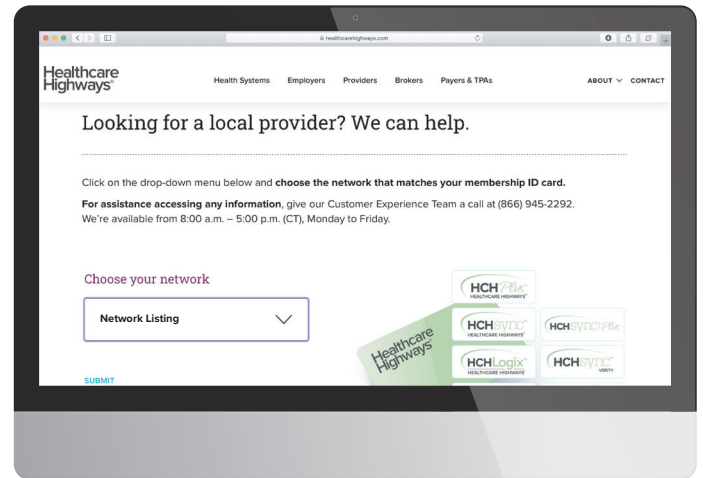 healthcarehighways.com
Healthcare
Highways®
Health Systems Employers Providers Brokers Payers & TPAs ABOUT CONTACT
Looking for a local provider? We can help.
Click on the drop-down menu below and choose the network that matches your membership ID card.
For assistance accessing any information, give our Customer Experience Team a call at (866) 945-2292.
We're available from 8:00 a.m. – 5:00 p.m. (CT), Monday to Friday.
Choose your network
Network Listing
SUBMIT
Healthcare
Highways®
HCHPlus
HEALTHCARE HIGHWAYS®
HCHsync™
HEALTHCARE HIGHWAYS®
HCHsync|Plus
HCHLogix™
HEALTHCARE HIGHWAYS
HCHsync™
VERITY